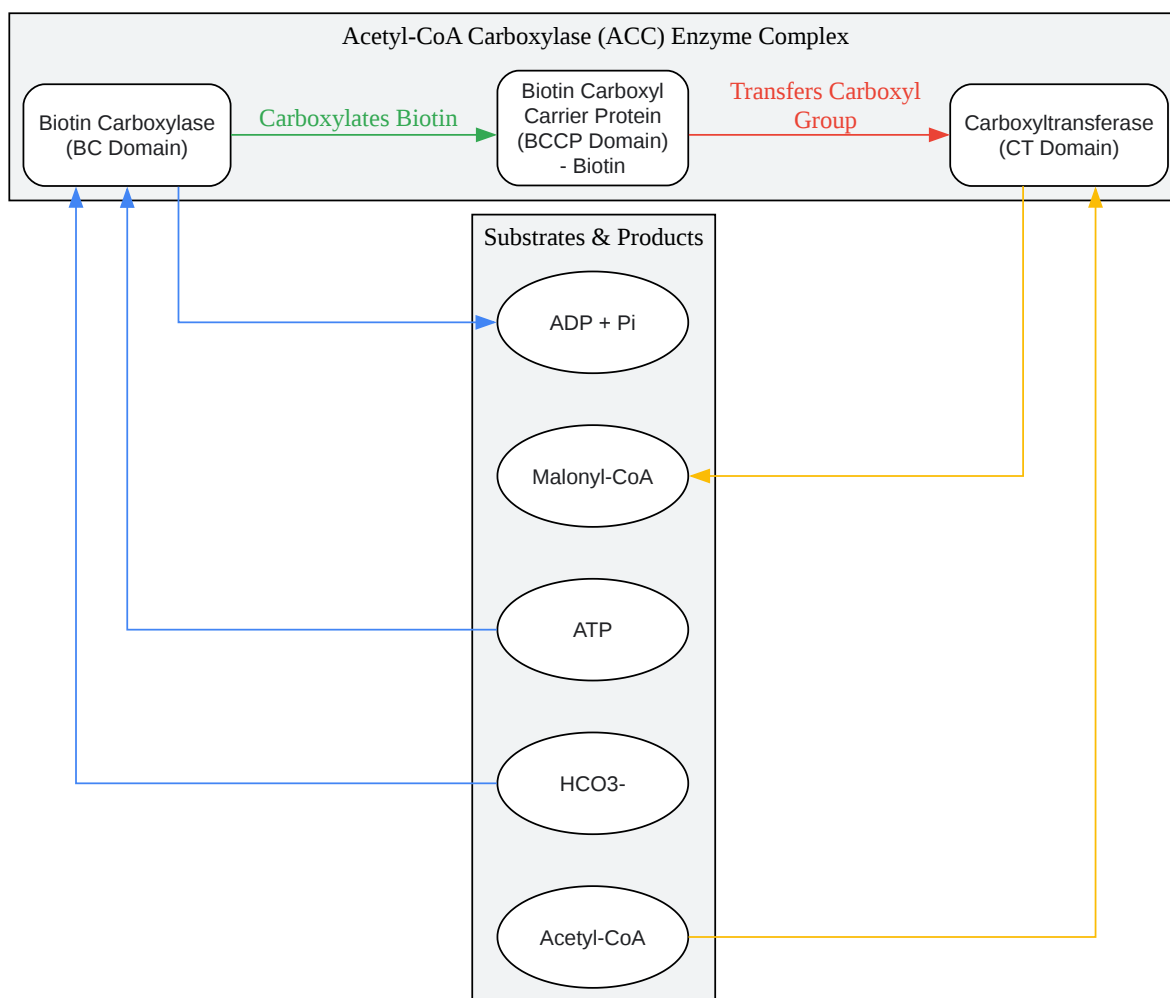 Acetyl-CoA Carboxylase (ACC) Enzyme Complex
Biotin Carboxylase
(BC Domain)
Carboxylates Biotin
Biotin Carboxyl
Carrier Protein
(BCCP Domain)
- Biotin
Transfers Carboxyl
Group
Carboxyltransferase
(CT Domain)
Substrates & Products
ADP + Pi
Malonyl-CoA
ATP
HCO3-
Acetyl-CoA